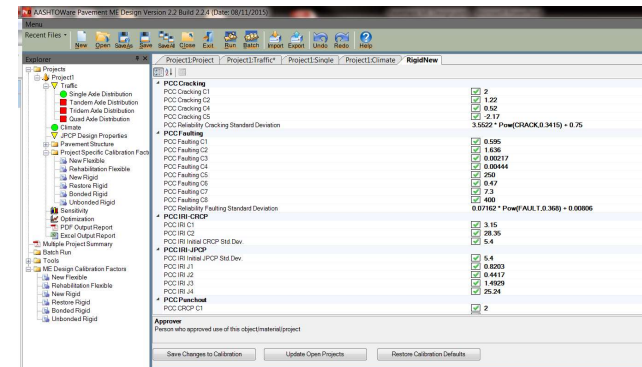 AASHTOWare Pavement ME Design Version 2.2 Build 2.2.4 (Date: 08/11/2015)
Menu
Recent Files
New Open SaveAs Save SaveAll Close Exit Run Batch Import Export Undo Redo Help
Explorer
Projects
Project1
Traffic
Single Axle Distribution
Tandem Axle Distribution
Tridem Axle Distribution
Quad Axle Distribution
Climate
JPCP Design Properties
Pavement Structure
Project Specific Calibration Facto
New Flexible
Rehabilitation Flexible
New Rigid
Restore Rigid
Bonded Rigid
Unbonded Rigid
Sensitivity
Optimization
PDF Output Report
Excel Output Report
Multiple Project Summary
Batch Run
Tools
ME Design Calibration Factors
New Flexible
Rehabilitation Flexible
New Rigid
Restore Rigid
Bonded Rigid
Unbonded Rigid
Project1:Project Project1:Traffic* Project1:Single Project1:Climate RigidNew
PCC Cracking
PCC Cracking C1 2
PCC Cracking C2 1.22
PCC Cracking C4 0.52
PCC Cracking C5 -2.17
PCC Reliability Cracking Standard Deviation 3.5522 * Pow(CRACK,0.3415) + 0.75
PCC Faulting
PCC Faulting C1 0.595
PCC Faulting C2 1.636
PCC Faulting C3 0.00217
PCC Faulting C4 0.00444
PCC Faulting C5 250
PCC Faulting C6 0.47
PCC Faulting C7 7.3
PCC Faulting C8 400
PCC Reliability Faulting Standard Deviation 0.07162 * Pow(FAULT,0.368) + 0.00806
PCC IRI-CRCP
PCC IRI C1 3.15
PCC IRI C2 28.35
PCC IRI Initial CRCP Std.Dev. 5.4
PCC IRI-JPCP
PCC IRI Initial JPCP Std.Dev. 5.4
PCC IRI J1 0.8203
PCC IRI J2 0.4417
PCC IRI J3 1.4929
PCC IRI J4 25.24
PCC Punchout
PCC CRCP C1 2
Approver
Person who approved use of this object/material/project
Save Changes to Calibration Update Open Projects Restore Calibration Defaults